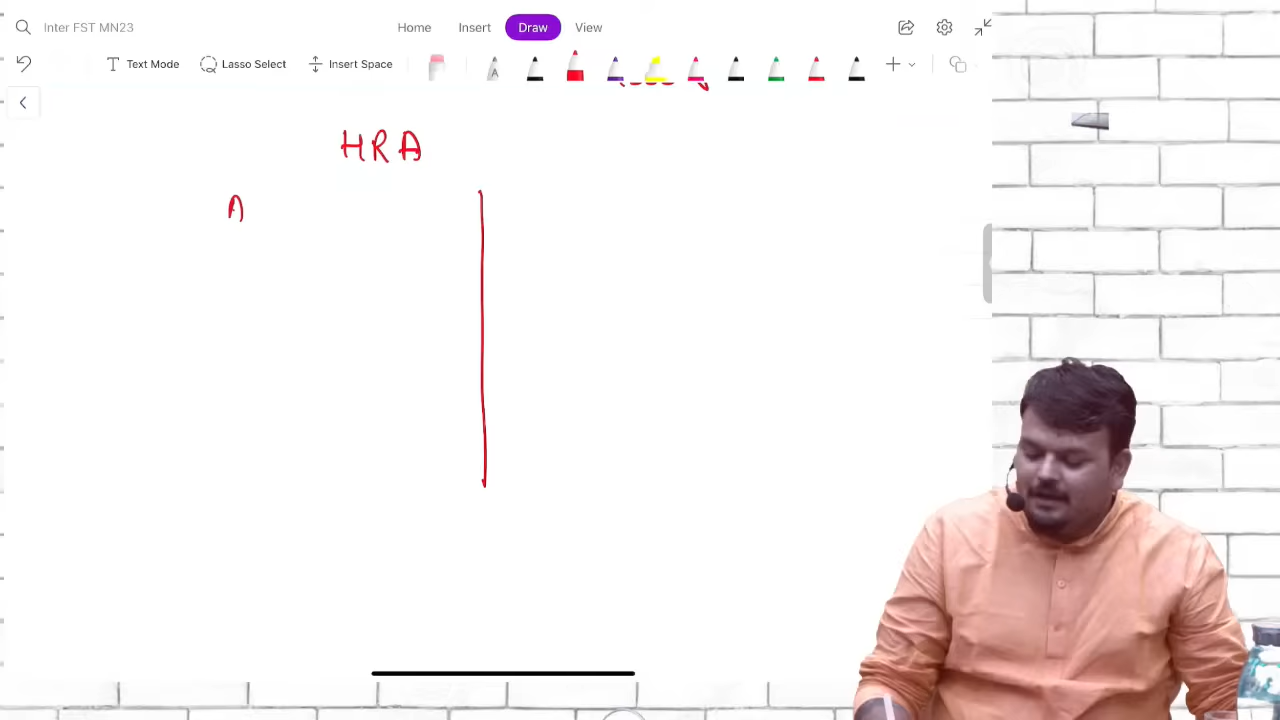 Inter FST MN23
Home Insert Draw View
Text Mode Lasso Select Insert Space
HRA
A